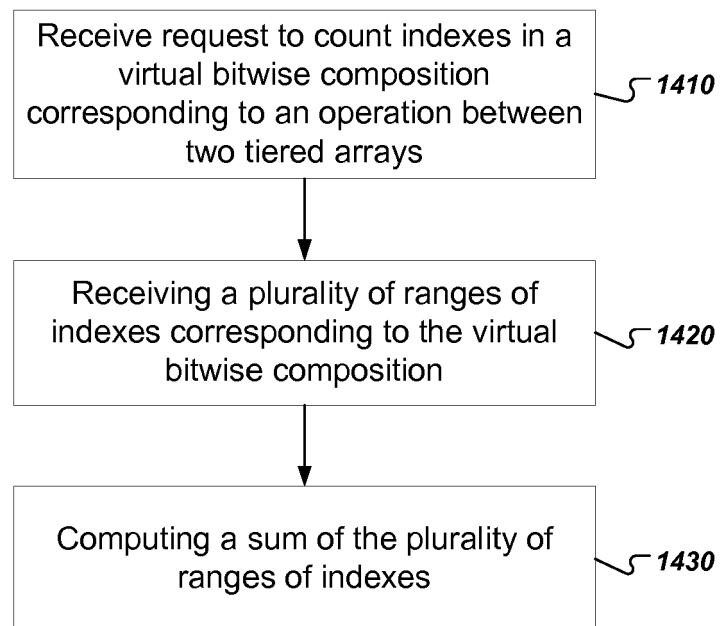 Receive request to count indexes in a
virtual bitwise composition
corresponding to an operation between
two tiered arrays
1410
Receiving a plurality of ranges of
indexes corresponding to the virtual
bitwise composition
1420
Computing a sum of the plurality of
ranges of indexes
1430